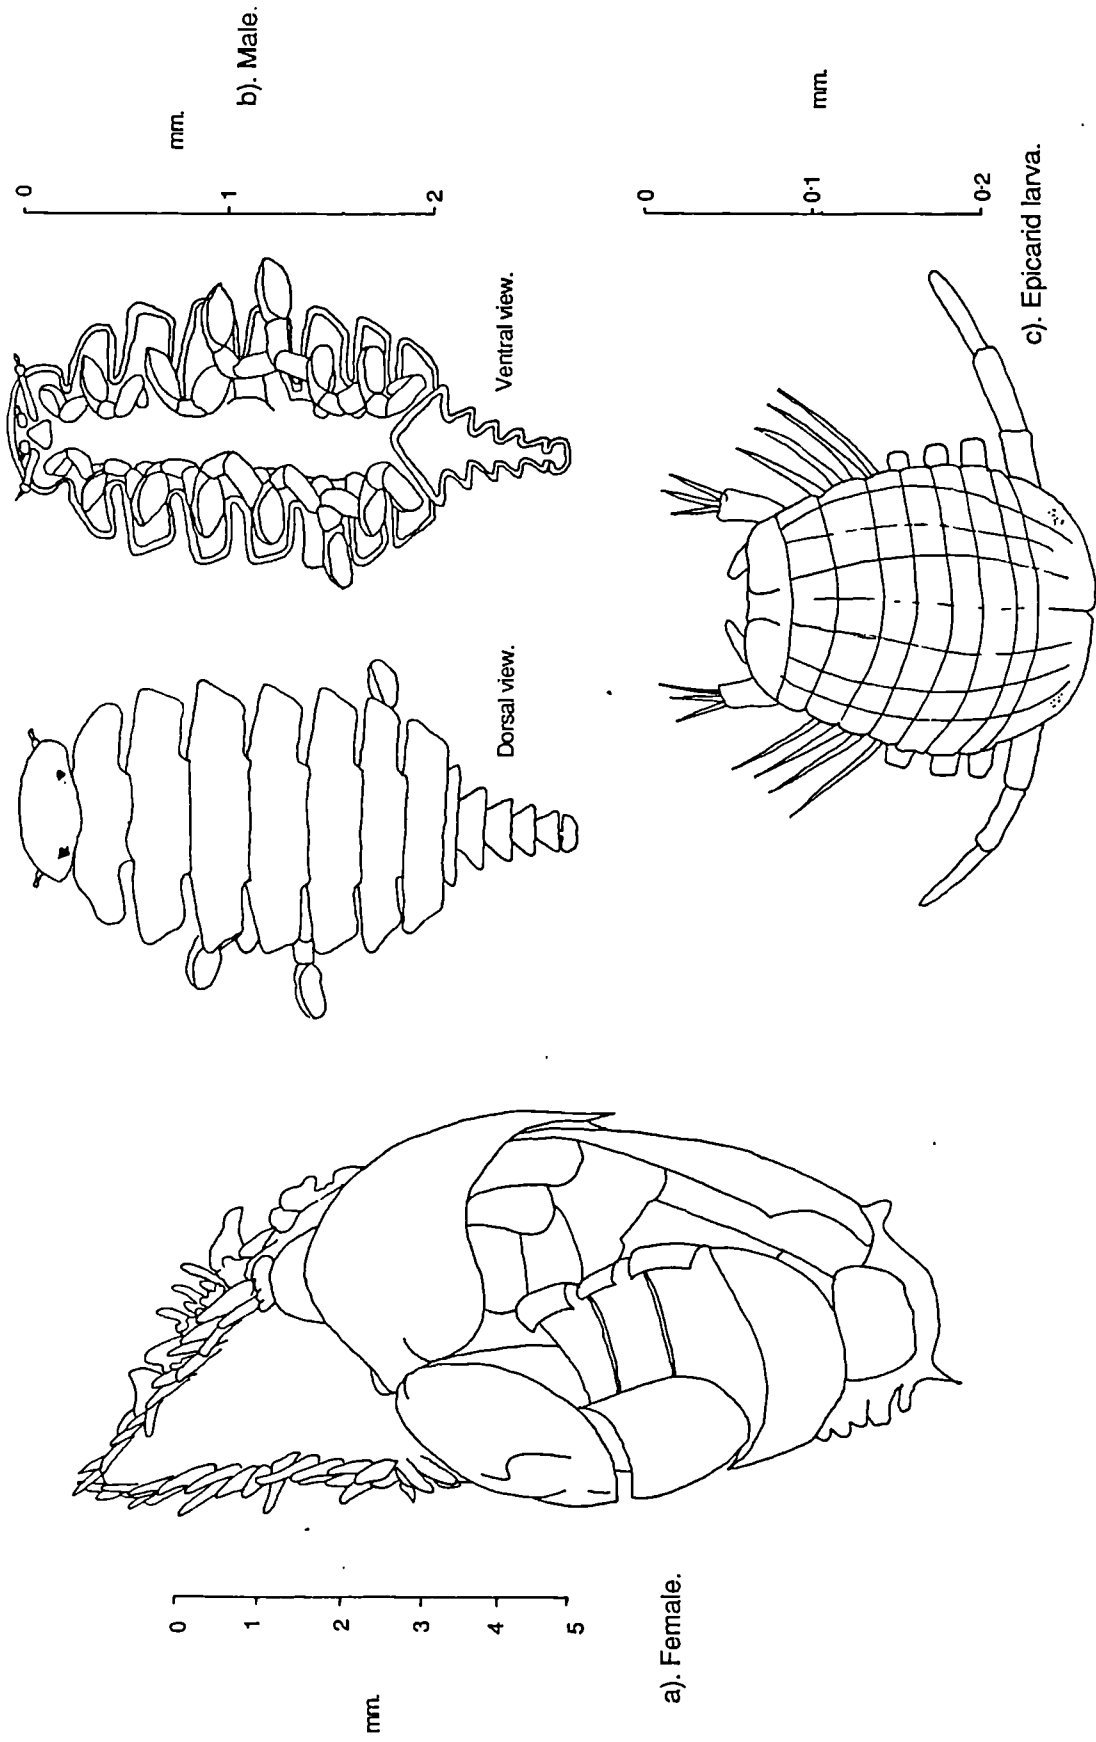 0
1
2
3
4
5
mm.
a). Female.
Dorsal view.
Ventral view.
0
1
2
mm.
b). Male.
0
0·1
0·2
mm.
c). Epicarid larva.